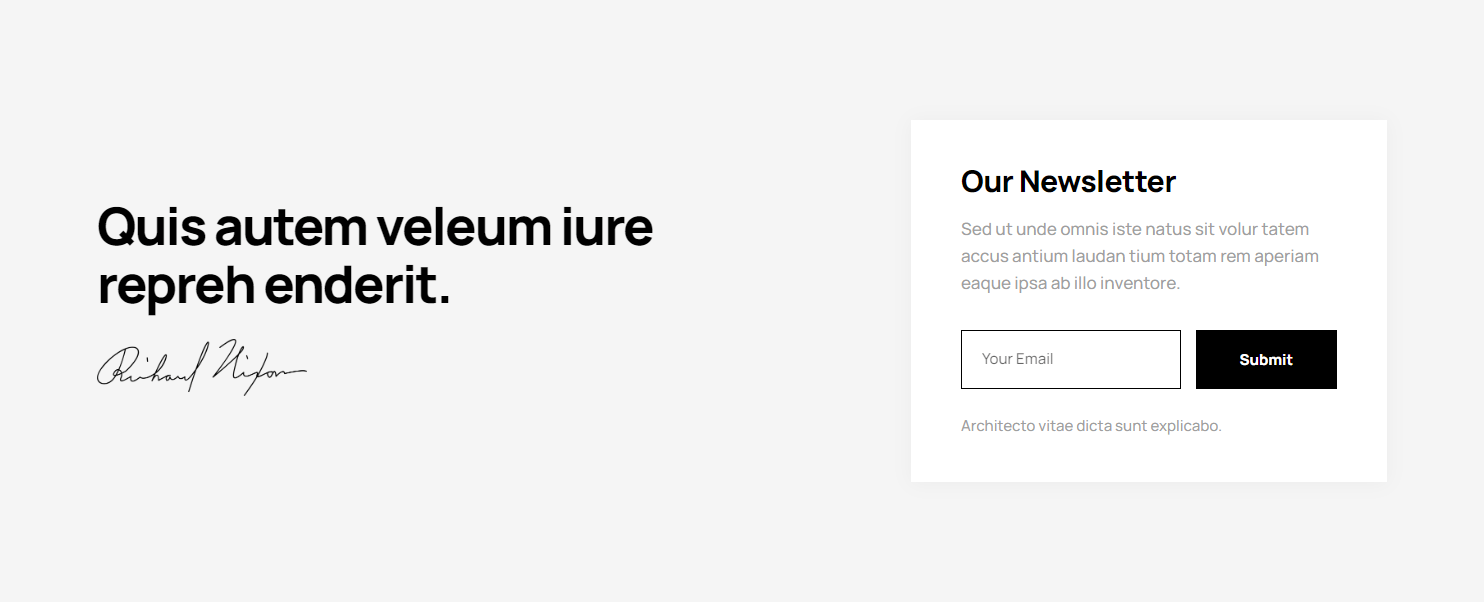 Quis autem veleum iure
repreh enderit.
Richard Nixon
Our Newsletter
Sed ut unde omnis iste natus sit volur tatem
accus antium laudan tium totam rem aperiam
eaque ipsa ab illo inventore.
Your Email
Submit
Architecto vitae dicta sunt explicabo.